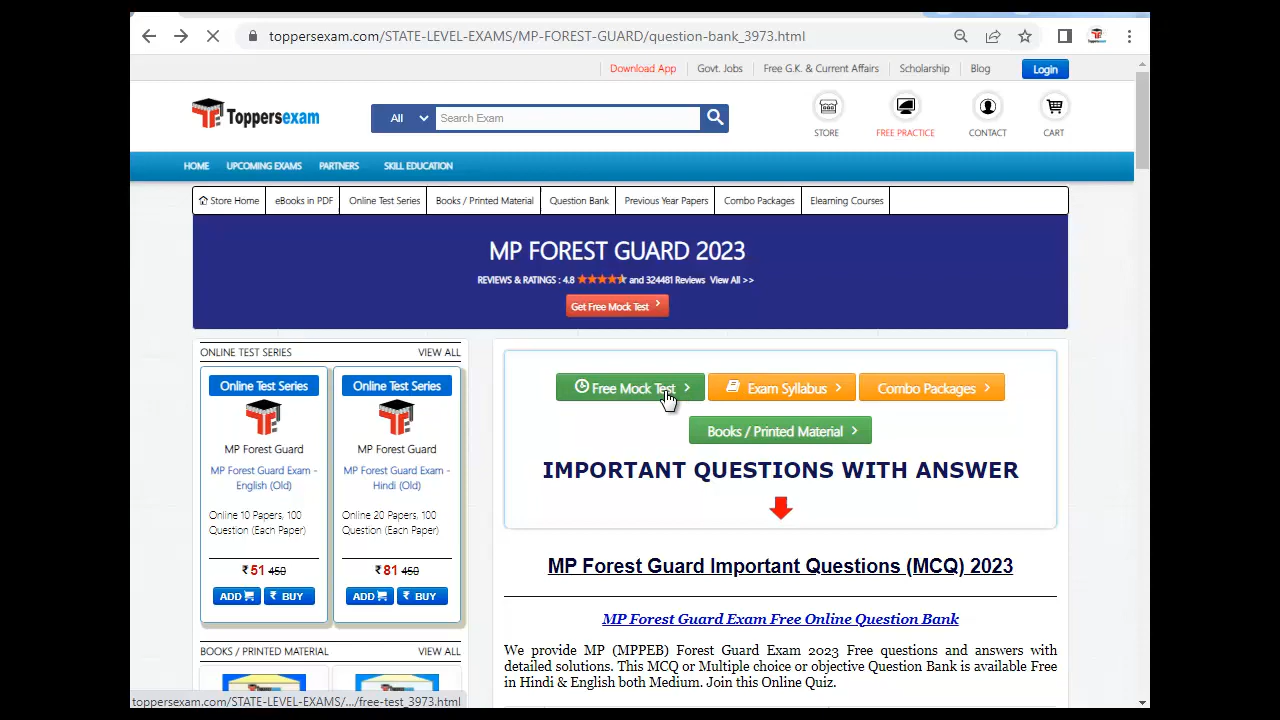 toppersexam.com/STATE-LEVEL-EXAMS/MP-FOREST-GUARD/question-bank_3973.html
Download App Govt. Jobs Free G.K. & Current Affairs Scholarship Blog Login
Toppersexam All Search Exam STORE FREE PRACTICE CONTACT CART
HOME UPCOMING EXAMS PARTNERS SKILL EDUCATION
Store Home eBooks in PDF Online Test Series Books / Printed Material Question Bank Previous Year Papers Combo Packages Elearning Courses
MP FOREST GUARD 2023
REVIEWS & RATINGS : 4.8 and 324481 Reviews View All >>
Get Free Mock Test
ONLINE TEST SERIES VIEW ALL
Online Test Series
MP Forest Guard
MP Forest Guard Exam -
English (Old)
Online 10 Papers, 100
Question (Each Paper)
₹ 51 450
ADD ₹ BUY
Online Test Series
MP Forest Guard
MP Forest Guard Exam -
Hindi (Old)
Online 20 Papers, 100
Question (Each Paper)
₹ 81 450
ADD ₹ BUY
BOOKS / PRINTED MATERIAL VIEW ALL
Toppersexam Toppersexam
Free Mock Test Exam Syllabus Combo Packages
Books / Printed Material
IMPORTANT QUESTIONS WITH ANSWER
MP Forest Guard Important Questions (MCQ) 2023
MP Forest Guard Exam Free Online Question Bank
We provide MP (MPPEB) Forest Guard Exam 2023 Free questions and answers with
detailed solutions. This MCQ or Multiple choice or objective Question Bank is available Free
in Hindi & English both Medium. Join this Online Quiz.
toppersexam.com/STATE-LEVEL-EXAMS/.../free-test_3973.html